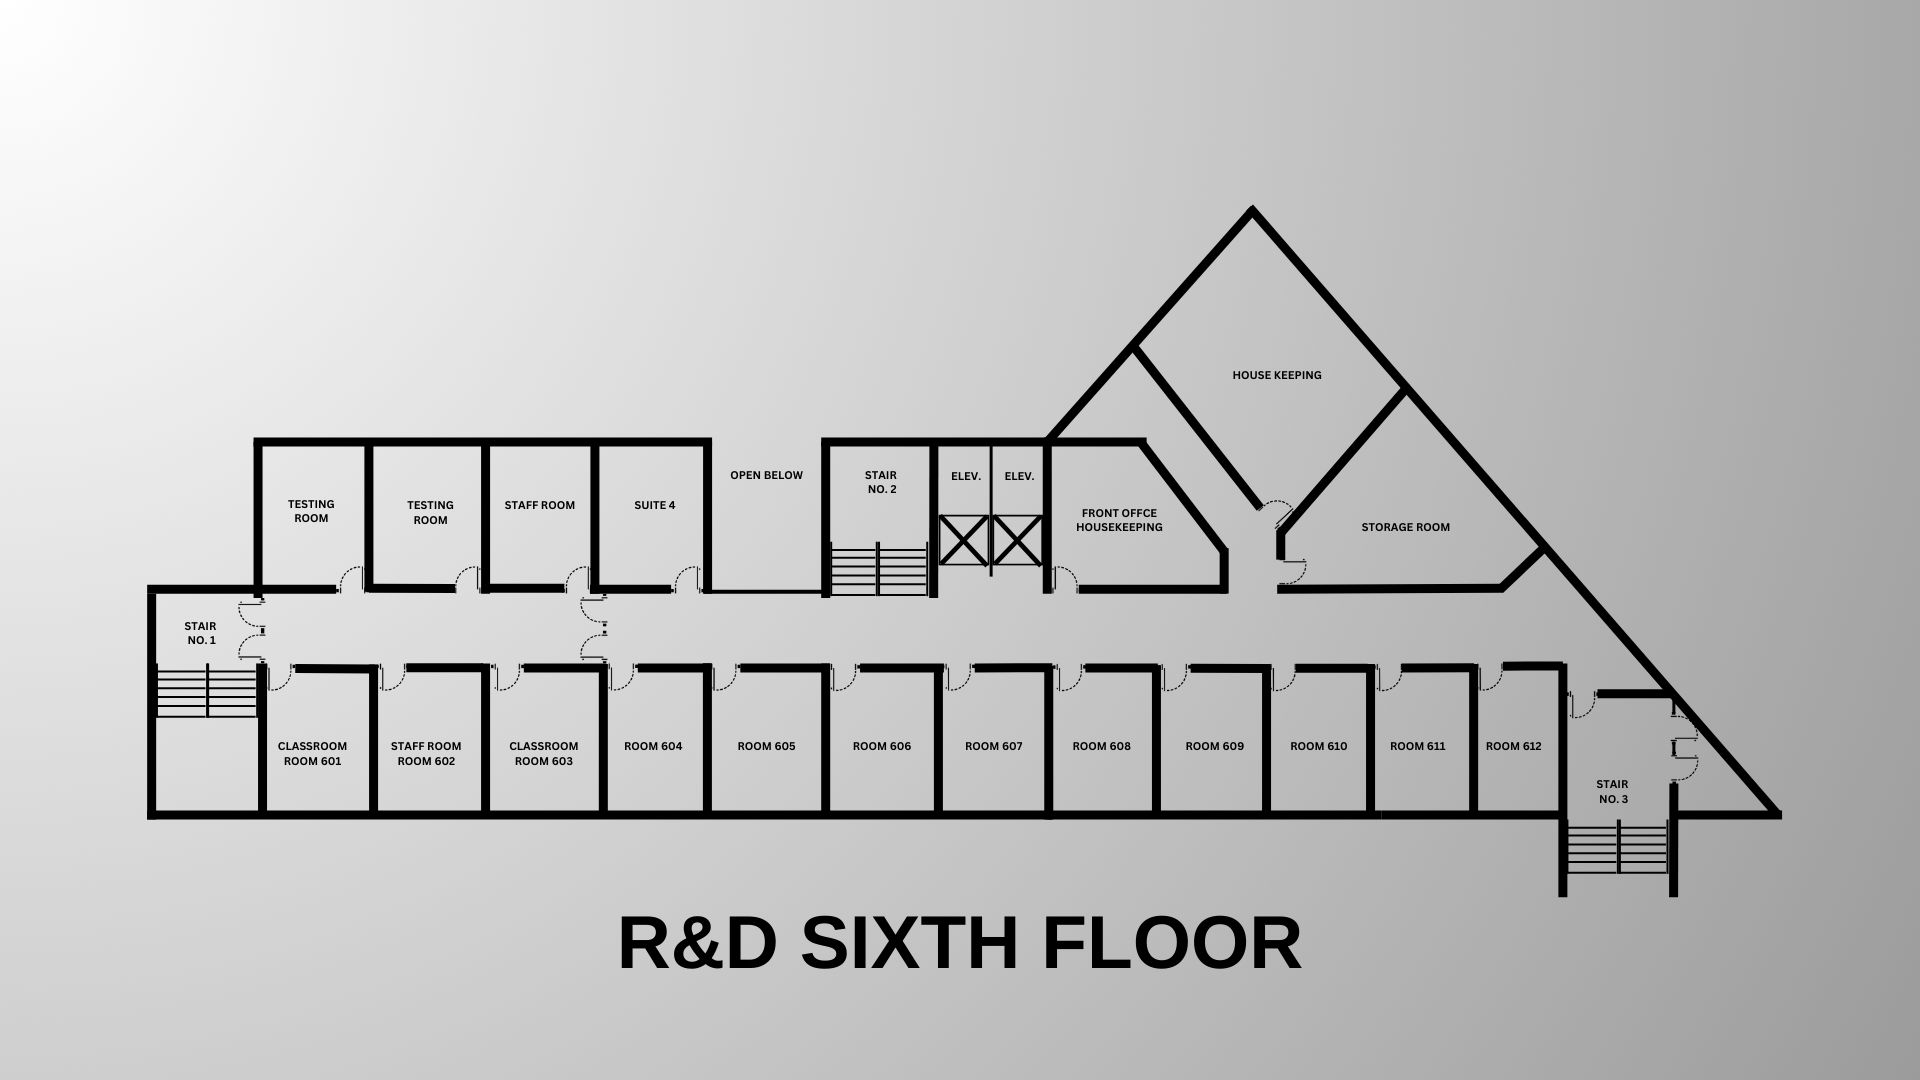 HOUSE KEEPING
OPEN BELOW
STAIR
NO. 2
ELEV.
ELEV.
TESTING
ROOM
TESTING
ROOM
STAFF ROOM
SUITE 4
FRONT OFFCE
HOUSEKEEPING
STORAGE ROOM
STAIR
NO. 1
CLASSROOM
ROOM 601
STAFF ROOM
ROOM 602
CLASSROOM
ROOM 603
ROOM 604
ROOM 605
ROOM 606
ROOM 607
ROOM 608
ROOM 609
ROOM 610
ROOM 611
ROOM 612
STAIR
NO. 3
R&D SIXTH FLOOR